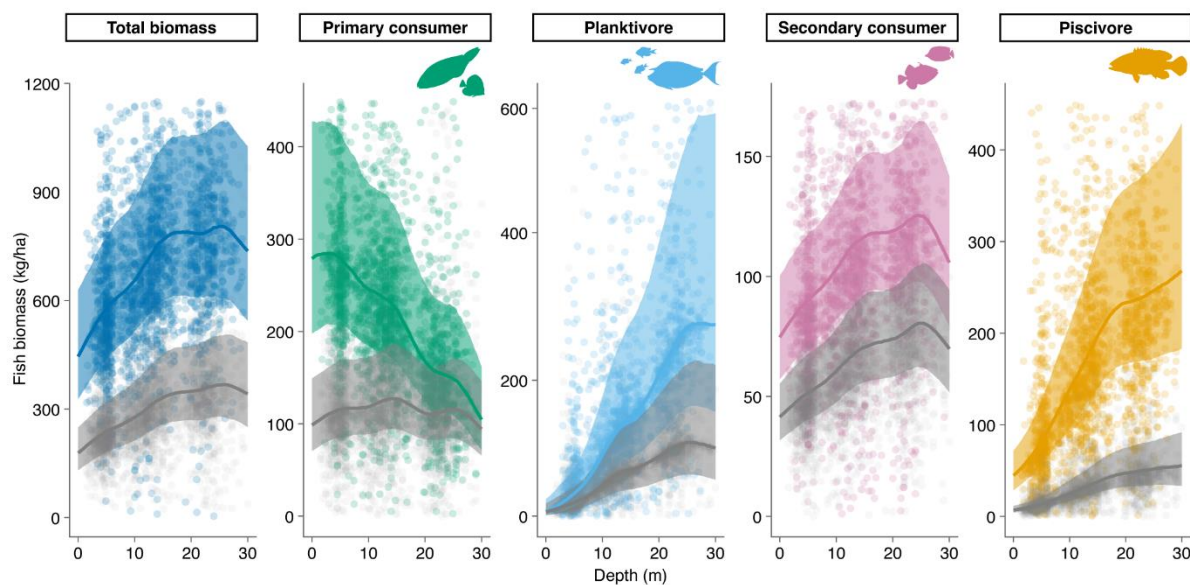 Total biomass
Primary consumer
Planktivore
Secondary consumer
Piscivore
Fish biomass (kg/ha)
1200
900
600
300
0
0 10 20 30
400
300
200
100
0
0 10 20 30
600
400
200
0
0 10 20 30
150
100
50
0
0 10 20 30
400
300
200
100
0
0 10 20 30
Depth (m)